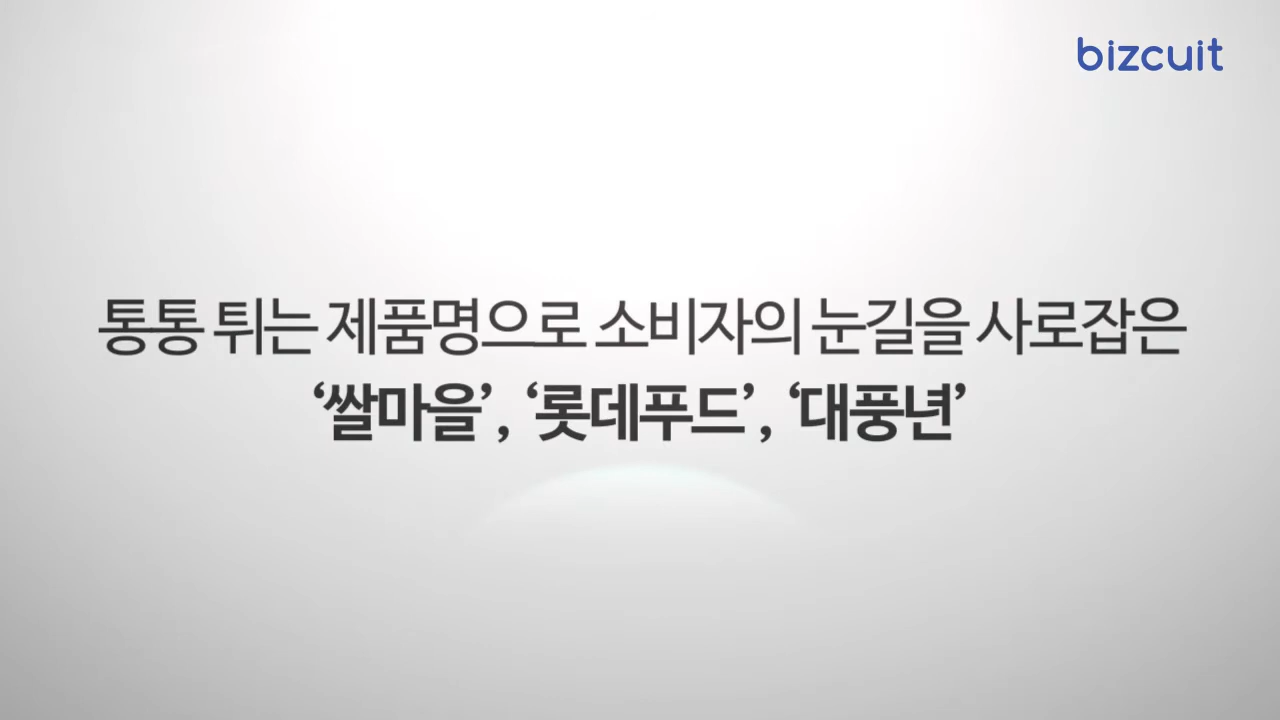 bizcuit
통통 튀는 제품명으로 소비자의 눈길을 사로잡은
‘쌀마을’, ‘롯데푸드’, ‘대풍년’